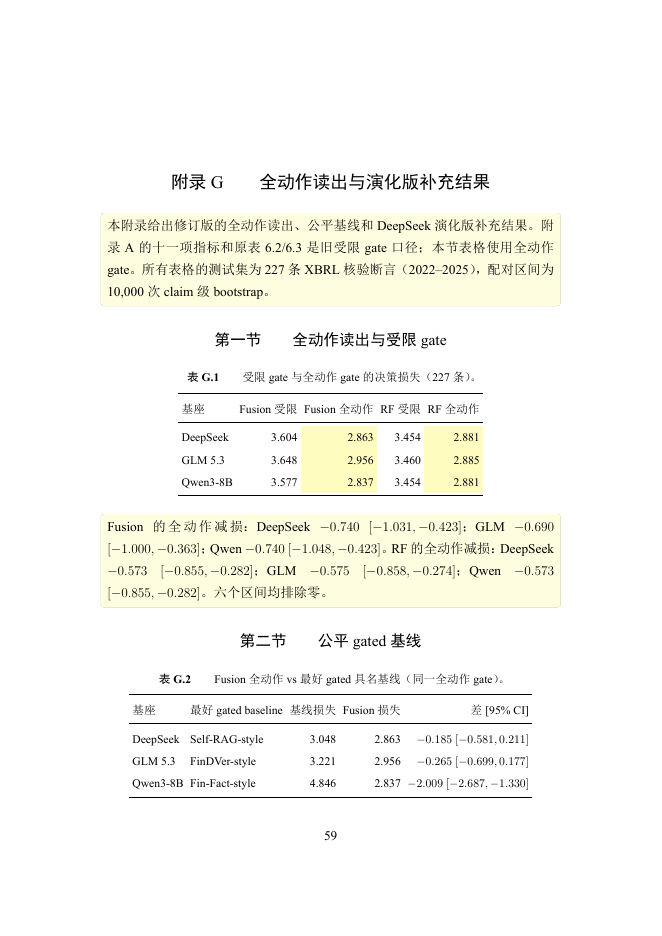 附录 G 全动作读出与演化版补充结果
本附录给出修订版的全动作读出、公平基线和 DeepSeek 演化版补充结果。附
录 A 的十一项指标和原表 6.2/6.3 是旧受限 gate 口径；本节表格使用全动作
gate。所有表格的测试集为 227 条 XBRL 核验断言（2022–2025），配对区间为
10,000 次 claim 级 bootstrap。
第一节 全动作读出与受限 gate
表 G.1 受限 gate 与全动作 gate 的决策损失（227 条）。
基座 Fusion 受限 Fusion 全动作 RF 受限 RF 全动作
DeepSeek 3.604 2.863 3.454 2.881
GLM 5.3 3.648 2.956 3.460 2.885
Qwen3-8B 3.577 2.837 3.454 2.881
Fusion 的全动作减损：DeepSeek −0.740 [−1.031, −0.423]；GLM −0.690
[−1.000, −0.363]；Qwen −0.740 [−1.048, −0.423]。RF 的全动作减损：DeepSeek
−0.573 [−0.855, −0.282]；GLM −0.575 [−0.858, −0.274]；Qwen −0.573
[−0.855, −0.282]。六个区间均排除零。
第二节 公平 gated 基线
表 G.2 Fusion 全动作 vs 最好 gated 具名基线（同一全动作 gate）。
基座 最好 gated baseline 基线损失 Fusion 损失 差 [95% CI]
DeepSeek Self-RAG-style 3.048 2.863 −0.185 [−0.581, 0.211]
GLM 5.3 FinDVer-style 3.221 2.956 −0.265 [−0.699, 0.177]
Qwen3-8B Fin-Fact-style 4.846 2.837 −2.009 [−2.687, −1.330]
59